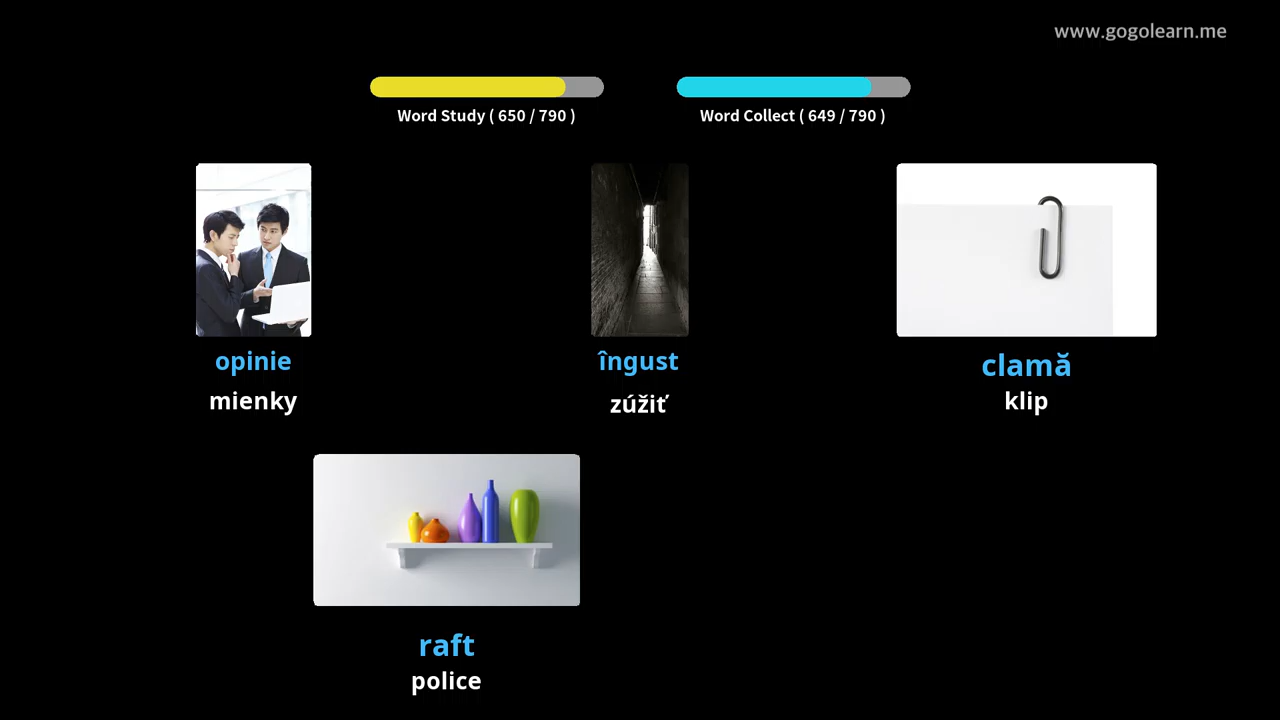 www.gogolearn.me
Word Study ( 650 / 790 )
Word Collect ( 649 / 790 )
opinie
mienky
îngust
zúžiť
clamă
klip
raft
police